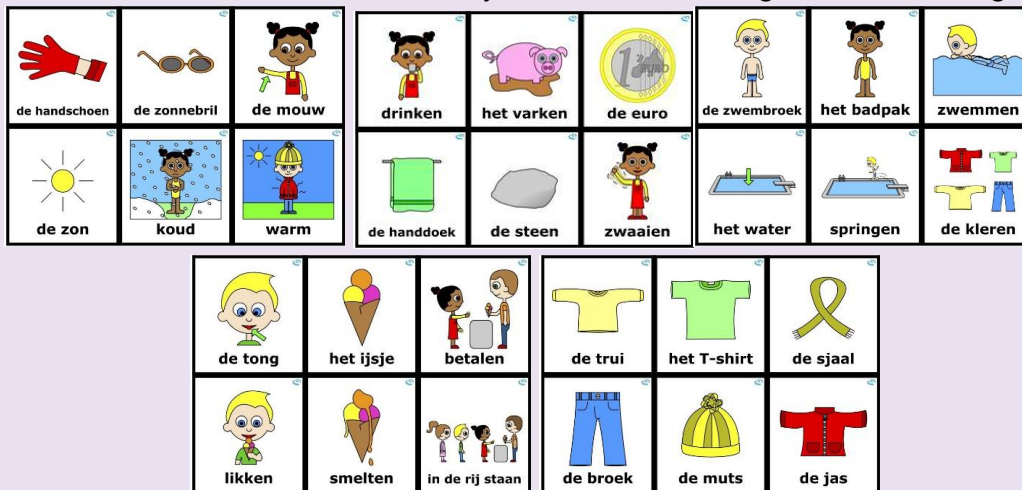 de handschoen
de zonnebril
de mouw
de zon
koud
warm
drinken
het varken
de euro
de handdoek
de steen
zwaaien
de zwembroek
het badpak
zwemmen
het water
springen
de kleren
de tong
het ijsje
betalen
likken
smelten
in de rij staan
de trui
het T-shirt
de sjaal
de broek
de muts
de jas